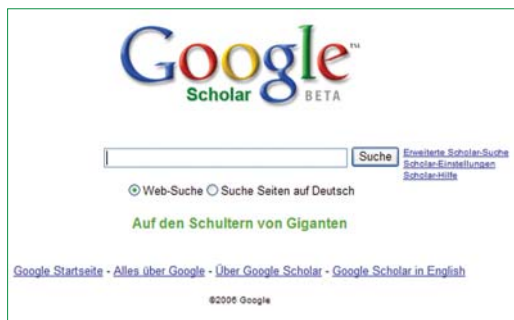 Google™
Scholar BETA
Suche Erweiterte Scholar-Suche
Scholar-Einstellungen
Scholar-Hilfe
Web-Suche Suche Seiten auf Deutsch
Auf den Schultern von Giganten
Google Startseite - Alles über Google - Über Google Scholar - Google Scholar in English
©2006 Google